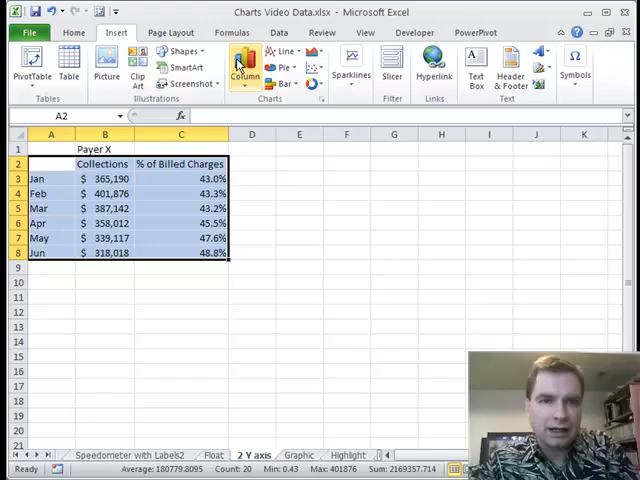 Charts Video Data.xlsx - Microsoft Excel
File Home Insert Page Layout Formulas Data Review View Developer PowerPivot
PivotTable Table Picture Clip Art Shapes SmartArt Screenshot Column Line Pie Bar Sparklines Slicer Hyperlink Text Box Header & Footer Symbols
Tables Illustrations Charts Filter Links Text
A2 fx
A B C D E F G H I J K
1 Payer X
2 Collections % of Billed Charges
3 Jan $ 365,190 43.0%
4 Feb $ 401,876 43.3%
5 Mar $ 387,142 43.2%
6 Apr $ 358,012 45.5%
7 May $ 339,117 47.6%
8 Jun $ 318,018 48.8%
9
10
11
12
13
14
15
16
17
18
19
20
21
Speedometer with Labels2 Float 2 Y axis Graphic Highlight
Ready Average: 180779.8095 Count: 20 Min: 0.43 Max: 401876 Sum: 2169357.714